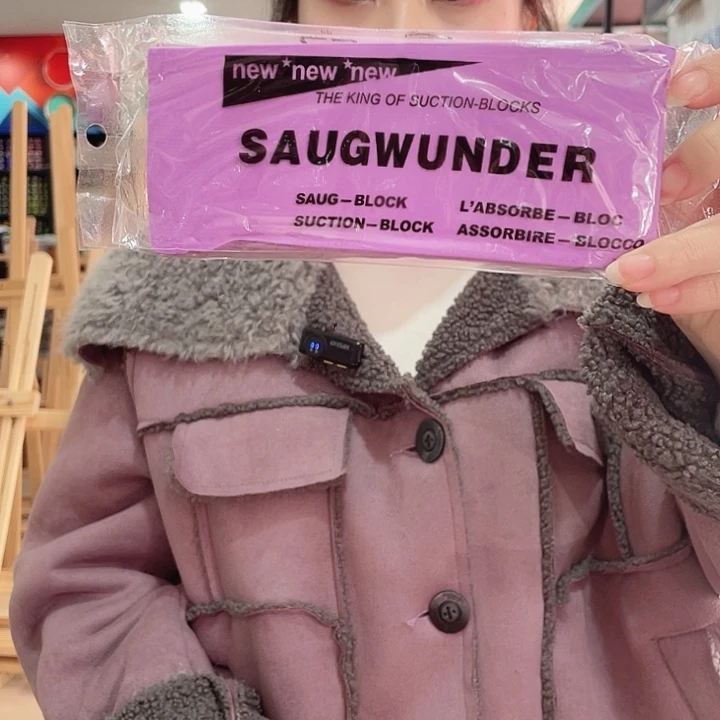 new*new*new
THE KING OF SUCTION-BLOCKS
SAUGWUNDER
SAUG–BLOCK
SUCTION–BLOCK
L'ABSORBE–BLOC
ASSORBIRE–BLOCCO